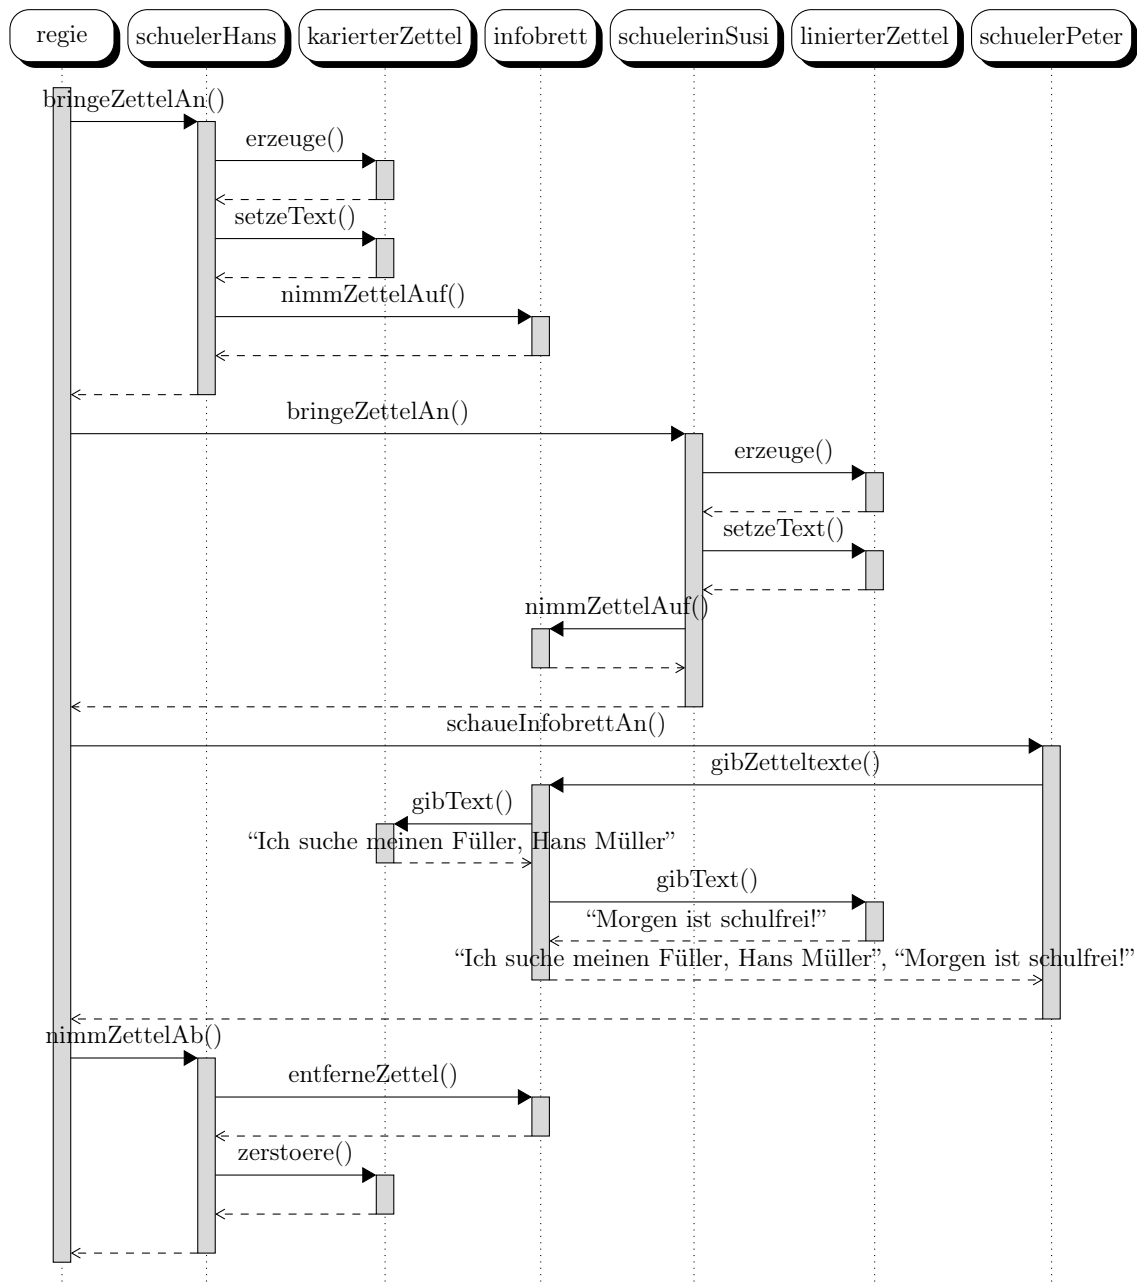 regie
schuelerHans
karierterZettel
infobrett
schuelerinSusi
linierterZettel
schuelerPeter
bringeZettelAn()
erzeuge()
setzeText()
nimmZettelAuf()
bringeZettelAn()
erzeuge()
setzeText()
nimmZettelAuf()
schaueInfobrettAn()
gibZetteltexte()
gibText()
“Ich suche meinen Füller, Hans Müller”
gibText()
“Morgen ist schulfrei!”
“Ich suche meinen Füller, Hans Müller”, “Morgen ist schulfrei!”
nimmZettelAb()
entferneZettel()
zerstoere()